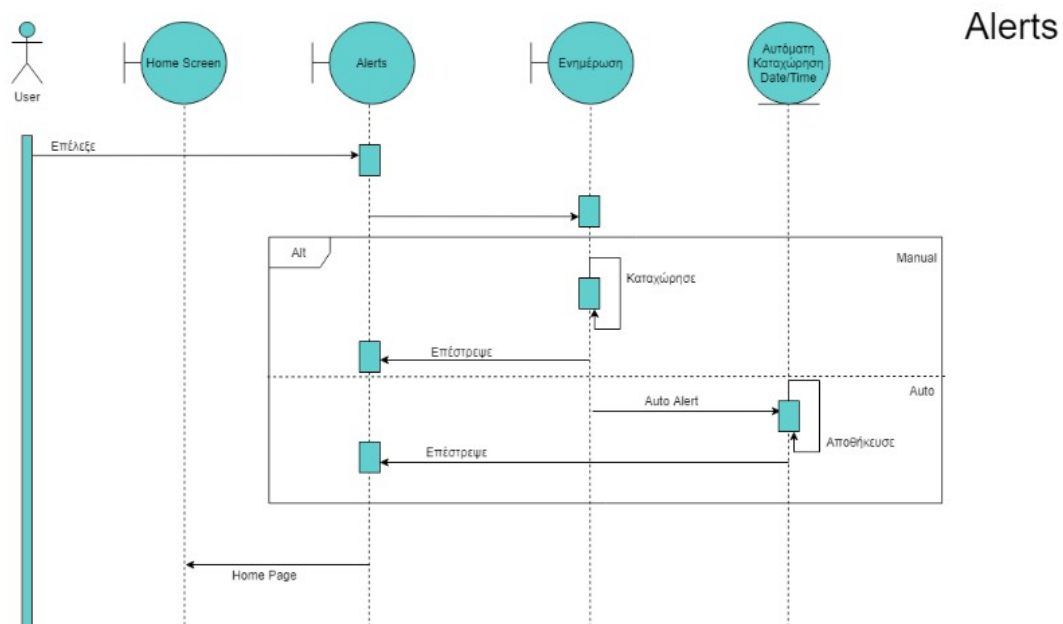 Alerts
User
Home Screen
Alerts
Ενημέρωση
Αυτόματη
Καταχώρηση
Date/Time
Επέλεξε
Alt
Manual
Καταχώρησε
Επέστρεψε
Auto
Auto Alert
Αποθήκευσε
Επέστρεψε
Home Page